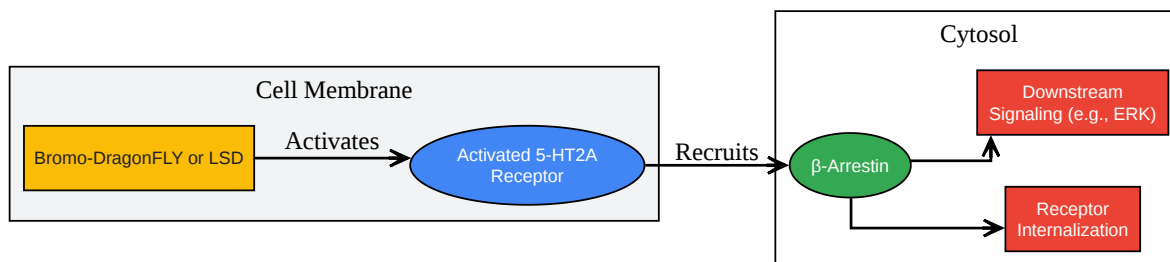 Cell Membrane
Bromo-DragonFLY or LSD
Activates
Activated 5-HT2A
Receptor
Recruits
Cytosol
β-Arrestin
Downstream
Signaling (e.g., ERK)
Receptor
Internalization